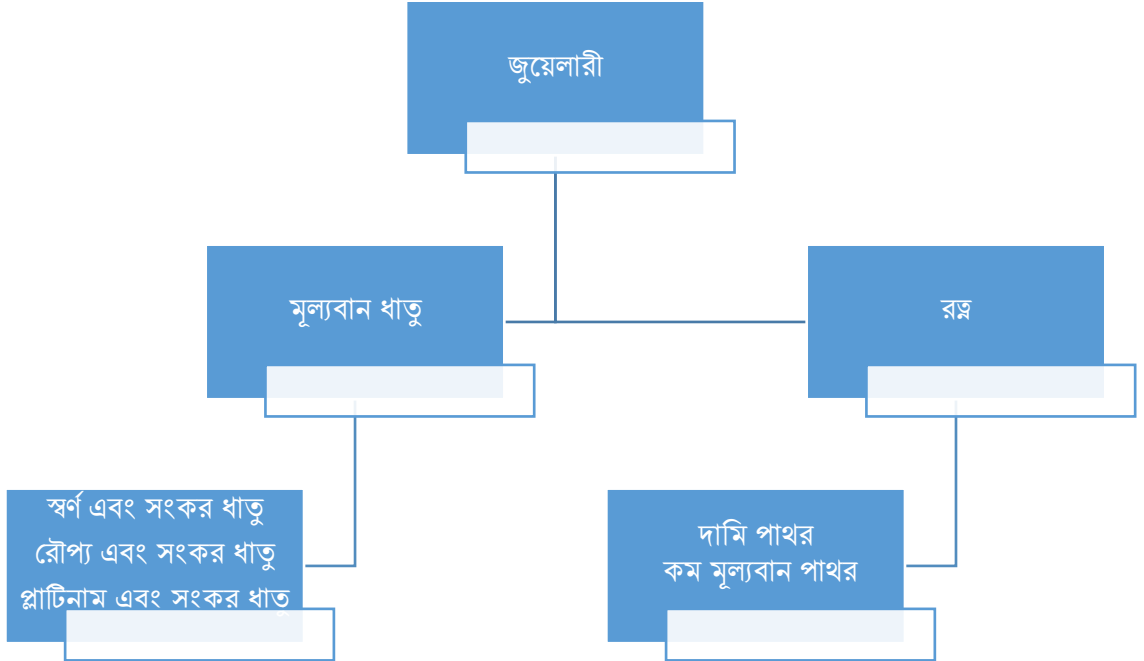 জুয়েলারী
মূল্যবান ধাতু
রত্ন
স্বর্ণ এবং সংকর ধাতু
রৌপ্য এবং সংকর ধাতু
প্লাটিনাম এবং সংকর ধাতু
দামি পাথর
কম মূল্যবান পাথর